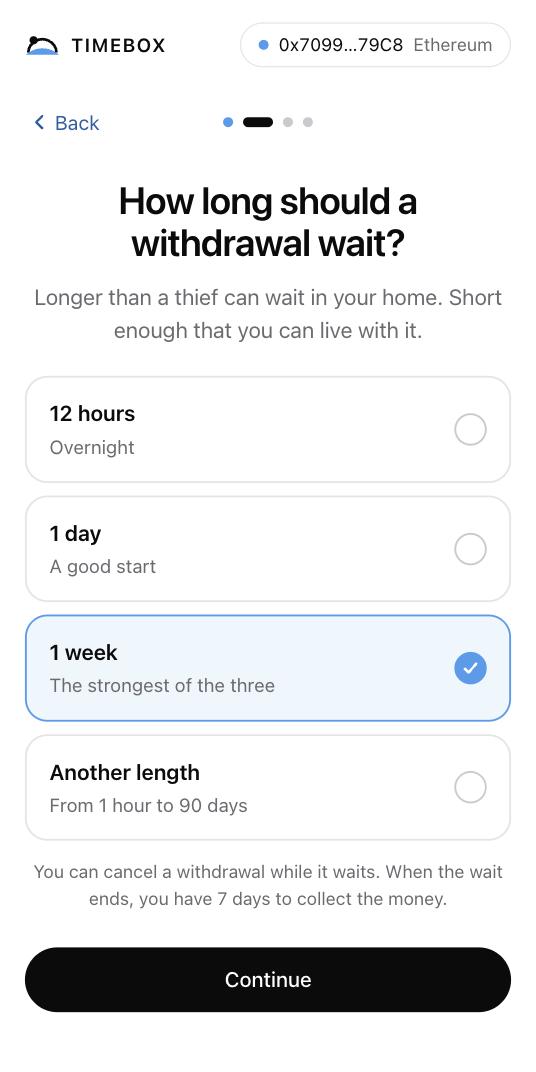 TIMEBOX
0x7099...79C8 Ethereum
Back
How long should a
withdrawal wait?
Longer than a thief can wait in your home. Short
enough that you can live with it.
12 hours
Overnight
1 day
A good start
1 week
The strongest of the three
Another length
From 1 hour to 90 days
You can cancel a withdrawal while it waits. When the wait
ends, you have 7 days to collect the money.
Continue